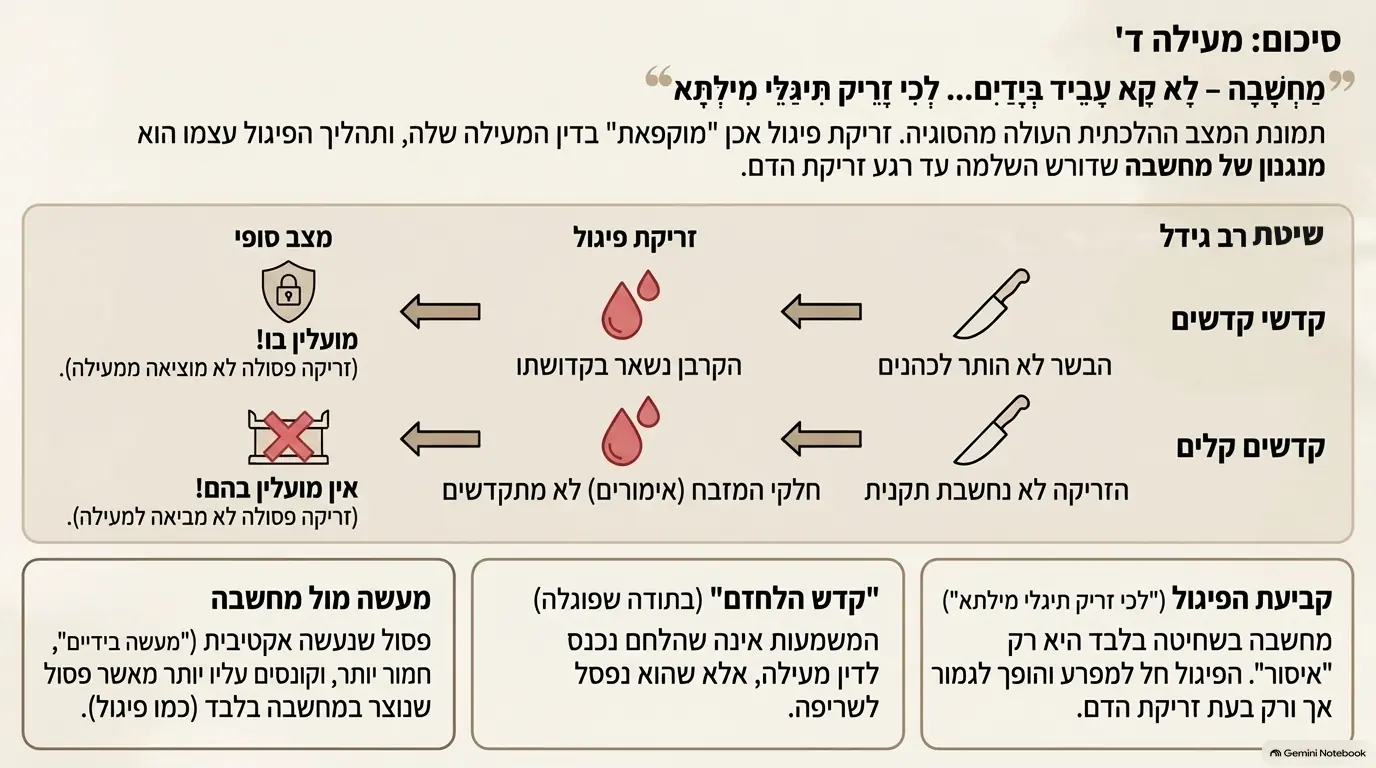 סיכום: מעילה ד'
"מַחְשָׁבָה – לָא קָא עָבֵיד בְּיָדַיִם... לְכִי זָרֵיק תִּיגַּלֵּי מִילְּתָא"
תמונת המצב ההלכתית העולה מהסוגיה. זריקת פיגול אכן "מוקפאת" בדין המעילה שלה, ותהליך הפיגול עצמו הוא
מנגנון של מחשבה שדורש השלמה עד רגע זריקת הדם.
שיטת רב גידל
זריקת פיגול
מצב סופי
קדשי קדשים
הבשר לא הותר לכהנים
הקרבן נשאר בקדושתו
מועלין בו!
(זריקה פסולה לא מוציאה ממעילה).
קדשים קלים
הזריקה לא נחשבת תקנית
חלקי המזבח (אימורים) לא מתקדשים
אין מועלין בהם!
(זריקה פסולה לא מביאה למעילה).
קביעת הפיגול ("לכי זריק תיגלי מילתא")
מחשבה בשחיטה בלבד היא רק
"איסור". הפיגול חל למפרע והופך לגמור
אך ורק בעת זריקת הדם.
"קדש הלחדם" (בתודה שפוגלה)
המשמעות אינה שהלחם נכנס
לדין מעילה, אלא שהוא נפסל
לשריפה.
מעשה מול מחשבה
פסול שנעשה אקטיבית ("מעשה בידיים",
חמור יותר, וקונסים עליו יותר מאשר פסול
שנוצר במחשבה בלבד (כמו פיגול).
Gemini Notebook